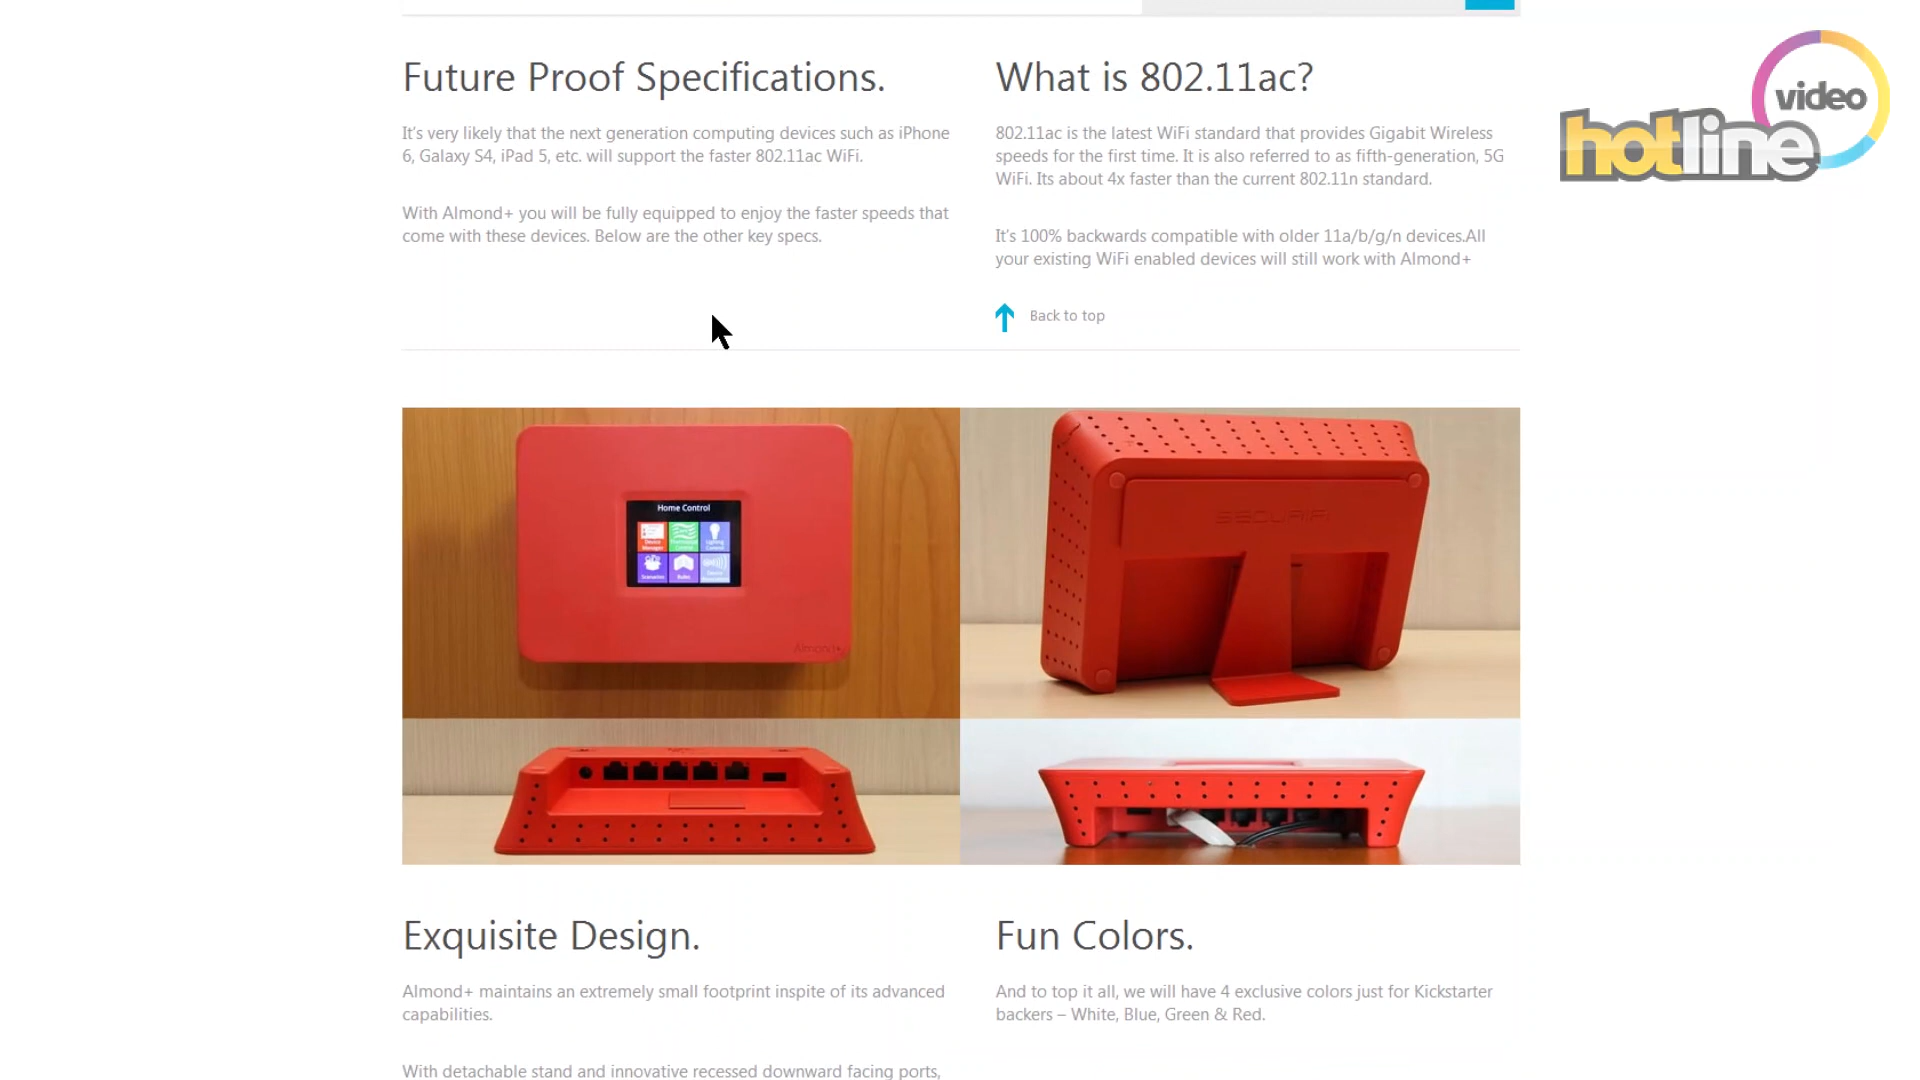 Future Proof Specifications.
It's very likely that the next generation computing devices such as iPhone
6, Galaxy S4, iPad 5, etc. will support the faster 802.11ac WiFi.
With Almond+ you will be fully equipped to enjoy the faster speeds that
come with these devices. Below are the other key specs.
What is 802.11ac?
802.11ac is the latest WiFi standard that provides Gigabit Wireless
speeds for the first time. It is also referred to as fifth-generation, 5G
WiFi. Its about 4x faster than the current 802.11n standard.
It's 100% backwards compatible with older 11a/b/g/n devices.All
your existing WiFi enabled devices will still work with Almond+
Back to top
video
hotline
Home Control
Device
Manager
Lighting
Control
Scenarios
Rules
Almond+
SECURIFI
Exquisite Design.
Almond+ maintains an extremely small footprint inspite of its advanced
capabilities.
With detachable stand and innovative recessed downward facing ports,
Fun Colors.
And to top it all, we will have 4 exclusive colors just for Kickstarter
backers – White, Blue, Green & Red.